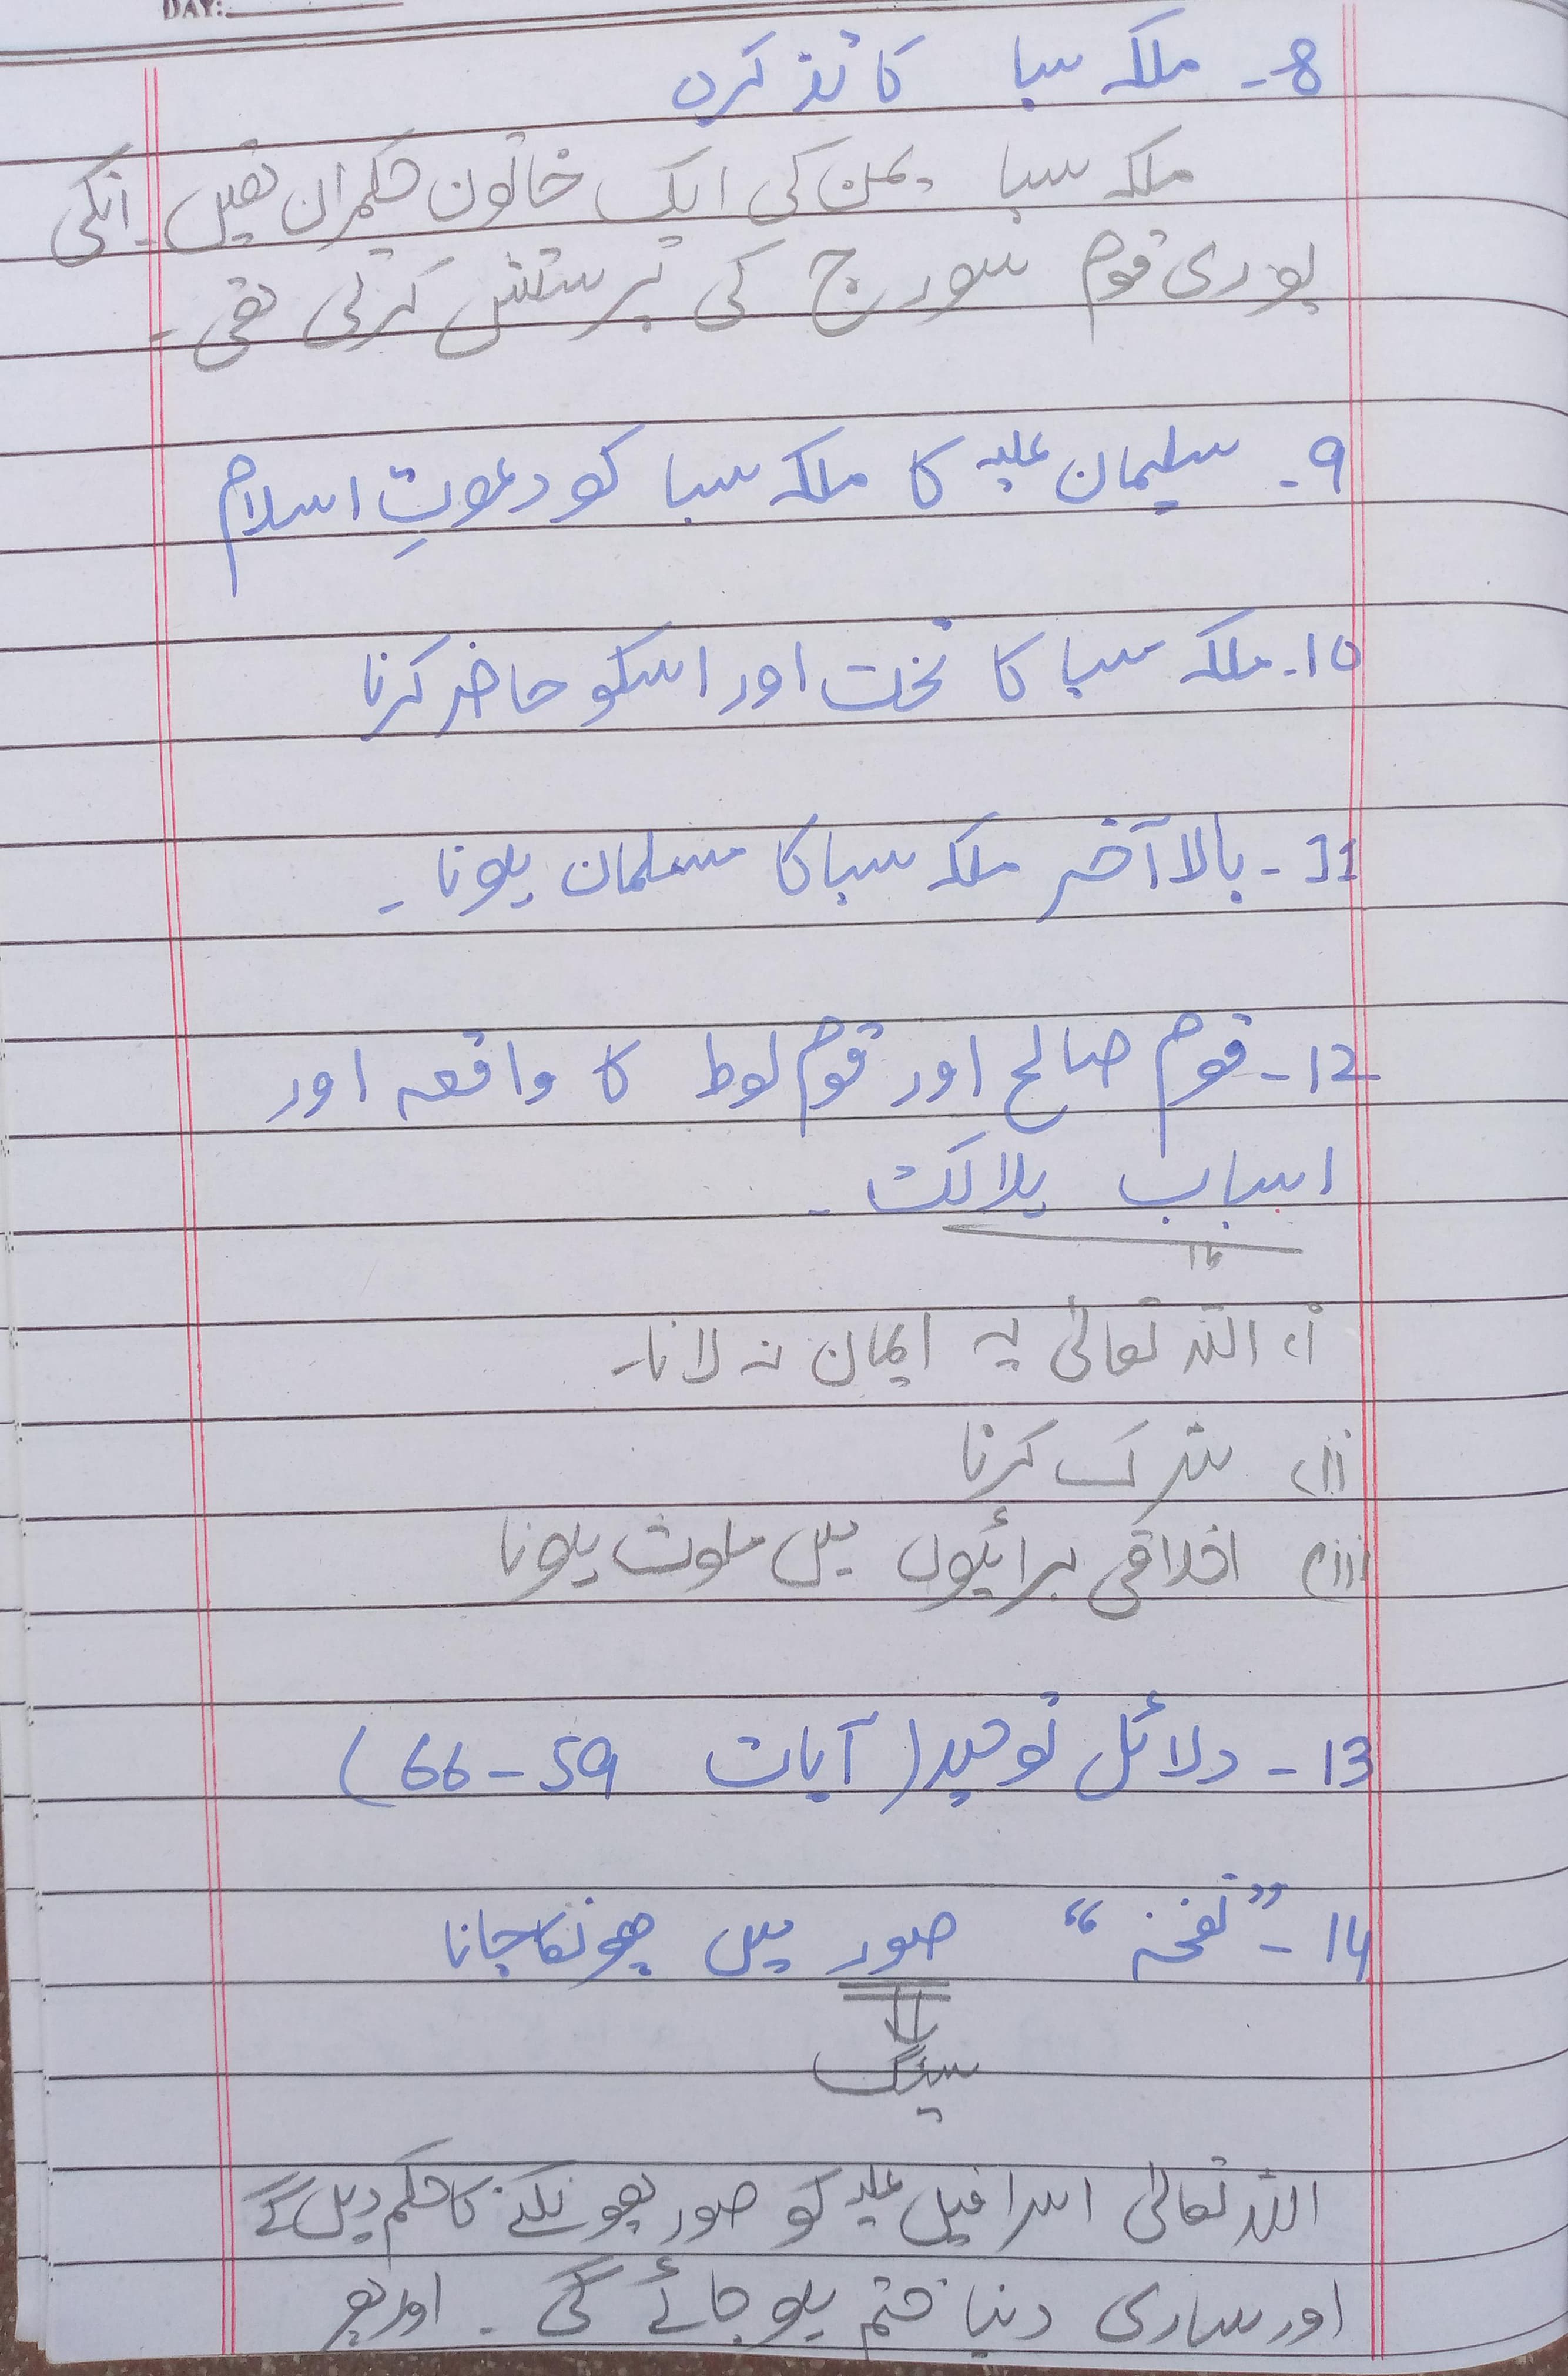 DAY:
8- ملکہ سبا کا تذکرہ
ملکہ سبا یمن کی ایک خاتون حکمران تھیں۔ انکی
پوری قوم سورج کی پرستش کرتی تھی۔
9- سلیمان علیہ کا ملکہ سبا کو دعوتِ اسلام
10- ملکہ سبا کا تخت اور اسکو حاضر کرنا
11- بالاآخر ملکہ سبا کا مسلمان ہونا۔
12- قوم صالح اور قوم لوط کا واقعہ اور
اسباب ہلاکت۔
i) اللہ تعالیٰ پہ ایمان نہ لانا۔
ii) شرک کرنا
iii) اخلاقی برائیوں میں ملوث ہونا
13- دلائل توحید (آیات 59-66)
14- ”نفخہ“ صور میں پھونکا جانا
سینگ
اللہ تعالیٰ اسرافیل علیہ کو صور پھونکنے کا حکم دیں گے
اور ساری دنیا ختم ہو جائے گی۔ اور پھر